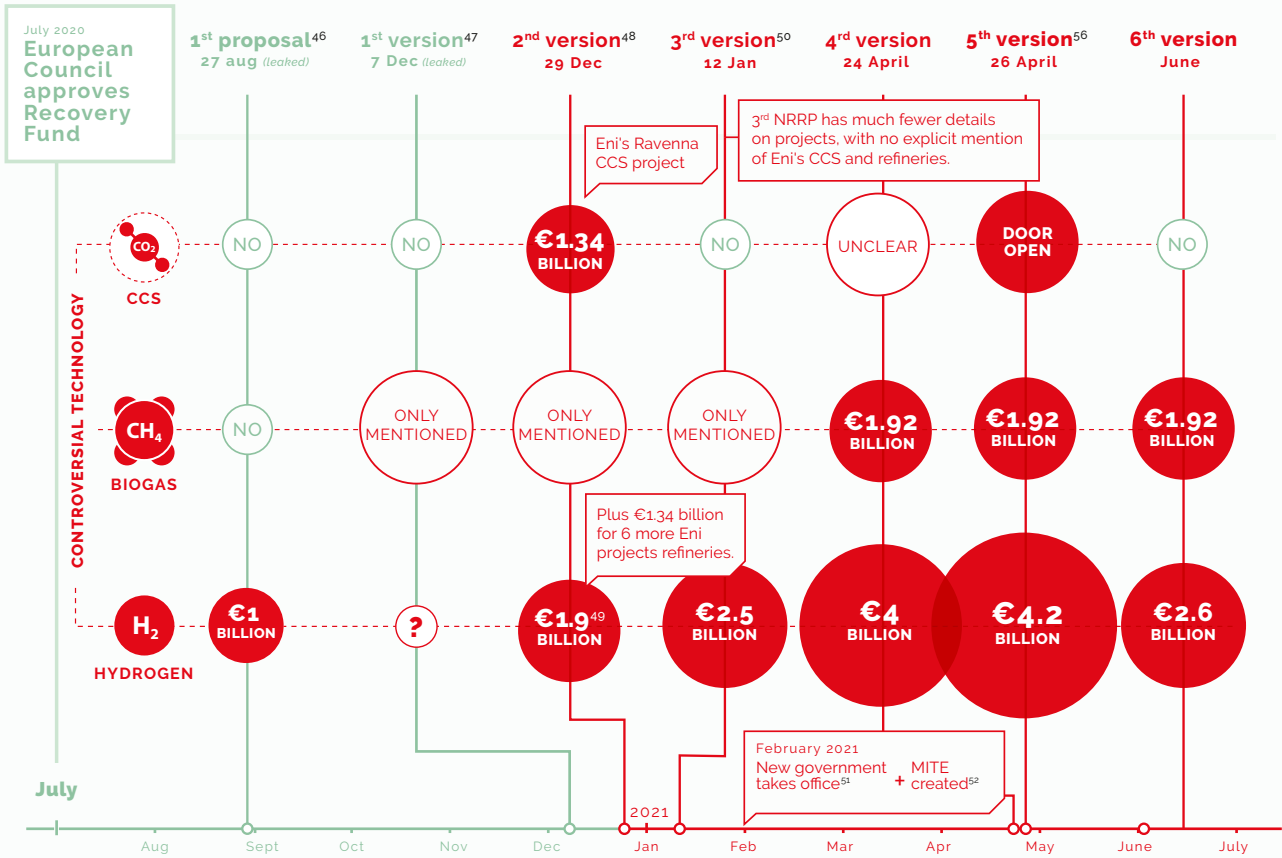 July 2020
European
Council
approves
Recovery
Fund
1st proposal46
27 aug (leaked)
1st version47
7 Dec (leaked)
2nd version48
29 Dec
3rd version50
12 Jan
4rd version
24 April
5th version56
26 April
6th version
June
Eni's Ravenna
CCS project
3rd NRRP has much fewer details
on projects, with no explicit mention
of Eni's CCS and refineries.
CONTROVERSIAL TECHNOLOGY
CO2
CCS
NO
NO
€1.34
BILLION
NO
UNCLEAR
DOOR
OPEN
NO
CH4
BIOGAS
NO
ONLY
MENTIONED
ONLY
MENTIONED
ONLY
MENTIONED
€1.92
BILLION
€1.92
BILLION
€1.92
BILLION
Plus €1.34 billion
for 6 more Eni
projects refineries.
H2
HYDROGEN
€1
BILLION
?
€1.949
BILLION
€2.5
BILLION
€4
BILLION
€4.2
BILLION
€2.6
BILLION
February 2021
New government
takes office51
+
MITE
created52
July
2021
Aug
Sept
Oct
Nov
Dec
Jan
Feb
Mar
Apr
May
June
July